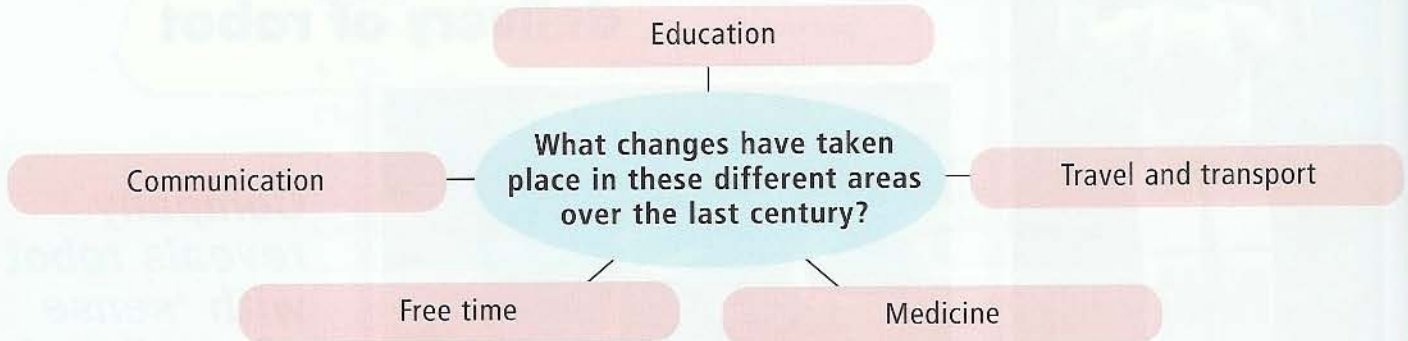 Education
What changes have taken
place in these different areas
over the last century?
Communication
Travel and transport
Free time
Medicine